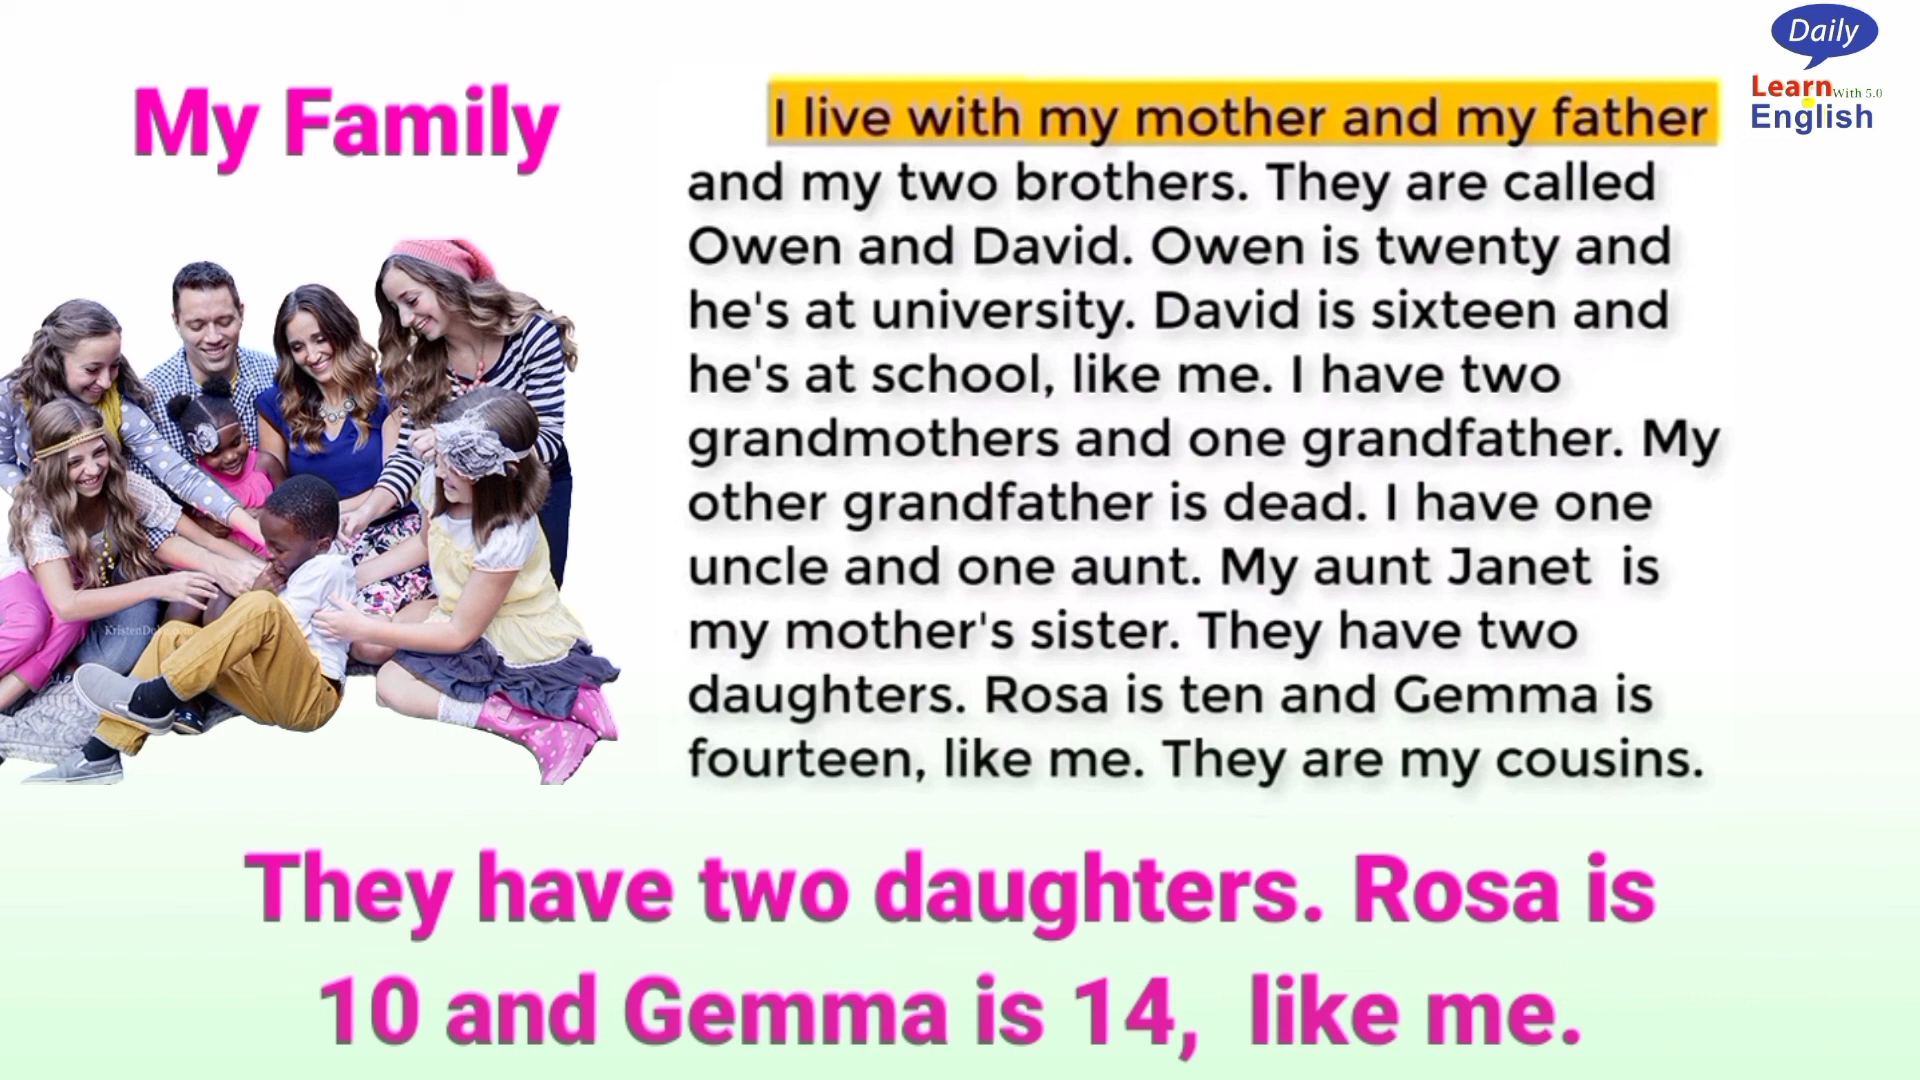 Daily
Learn With 5.0
English
My Family
I live with my mother and my father
and my two brothers. They are called
Owen and David. Owen is twenty and
he's at university. David is sixteen and
he's at school, like me. I have two
grandmothers and one grandfather. My
other grandfather is dead. I have one
uncle and one aunt. My aunt Janet is
my mother's sister. They have two
daughters. Rosa is ten and Gemma is
fourteen, like me. They are my cousins.
They have two daughters. Rosa is
10 and Gemma is 14, like me.